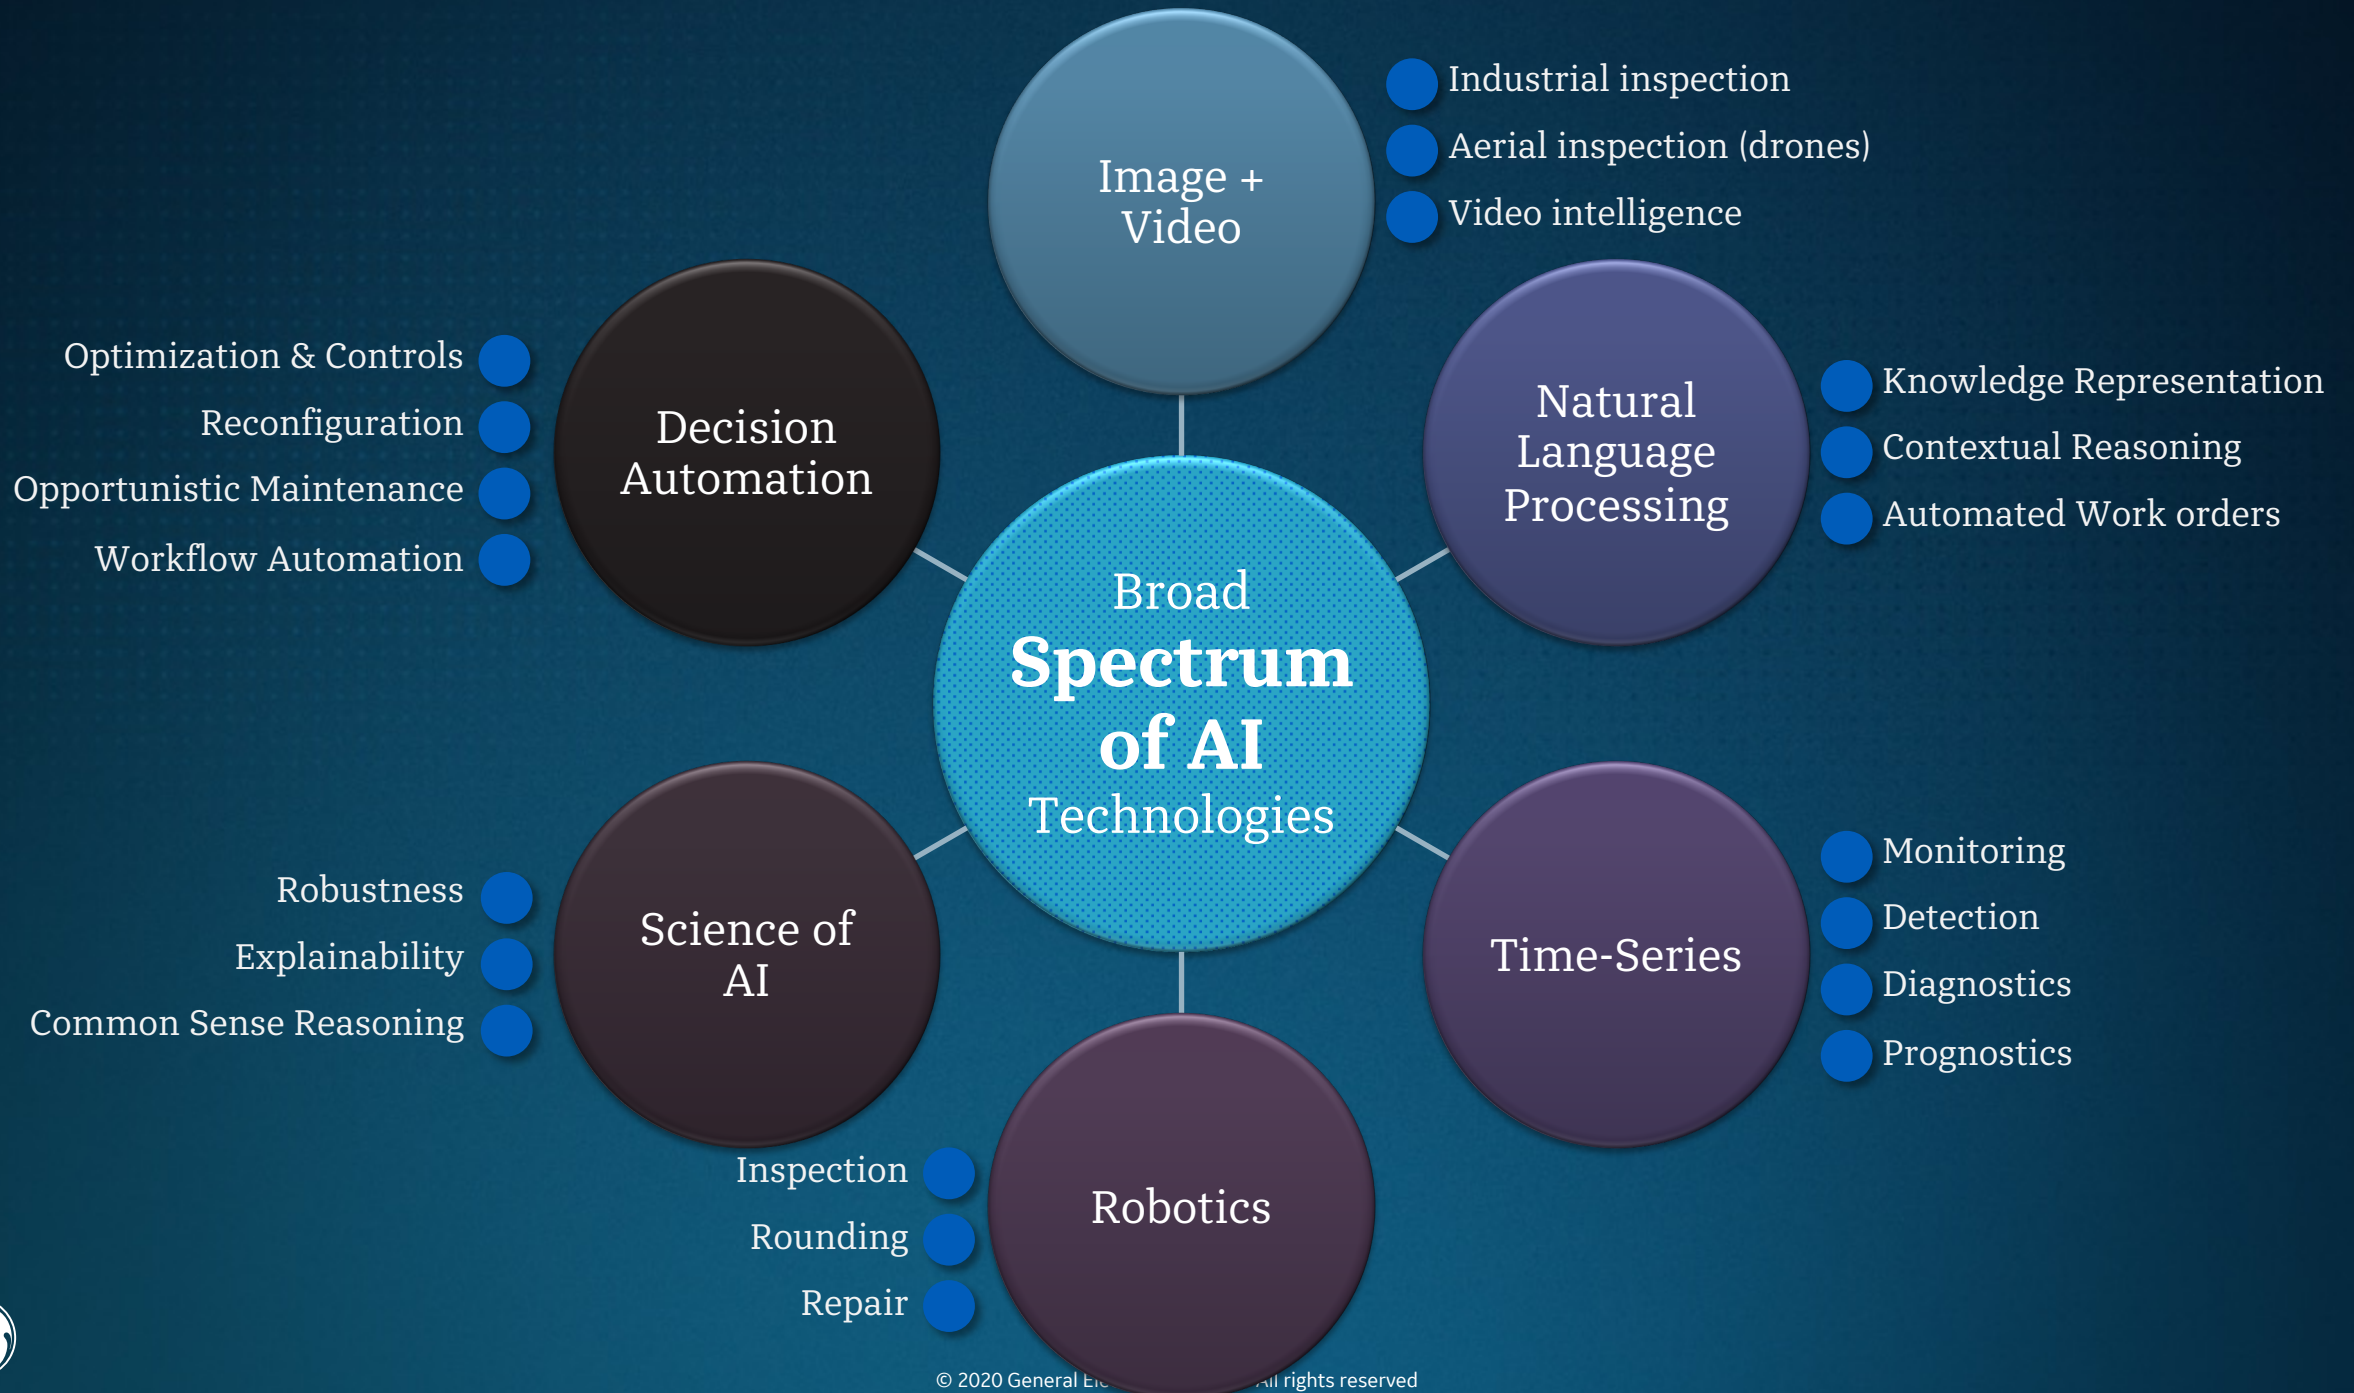 Image +
Video
Industrial inspection
Aerial inspection (drones)
Video intelligence
Natural
Language
Processing
Knowledge Representation
Contextual Reasoning
Automated Work orders
Time-Series
Monitoring
Detection
Diagnostics
Prognostics
Robotics
Inspection
Rounding
Repair
Science of
AI
Robustness
Explainability
Common Sense Reasoning
Decision
Automation
Optimization & Controls
Reconfiguration
Opportunistic Maintenance
Workflow Automation
Broad
Spectrum
of AI
Technologies
© 2020 General All rights reserved